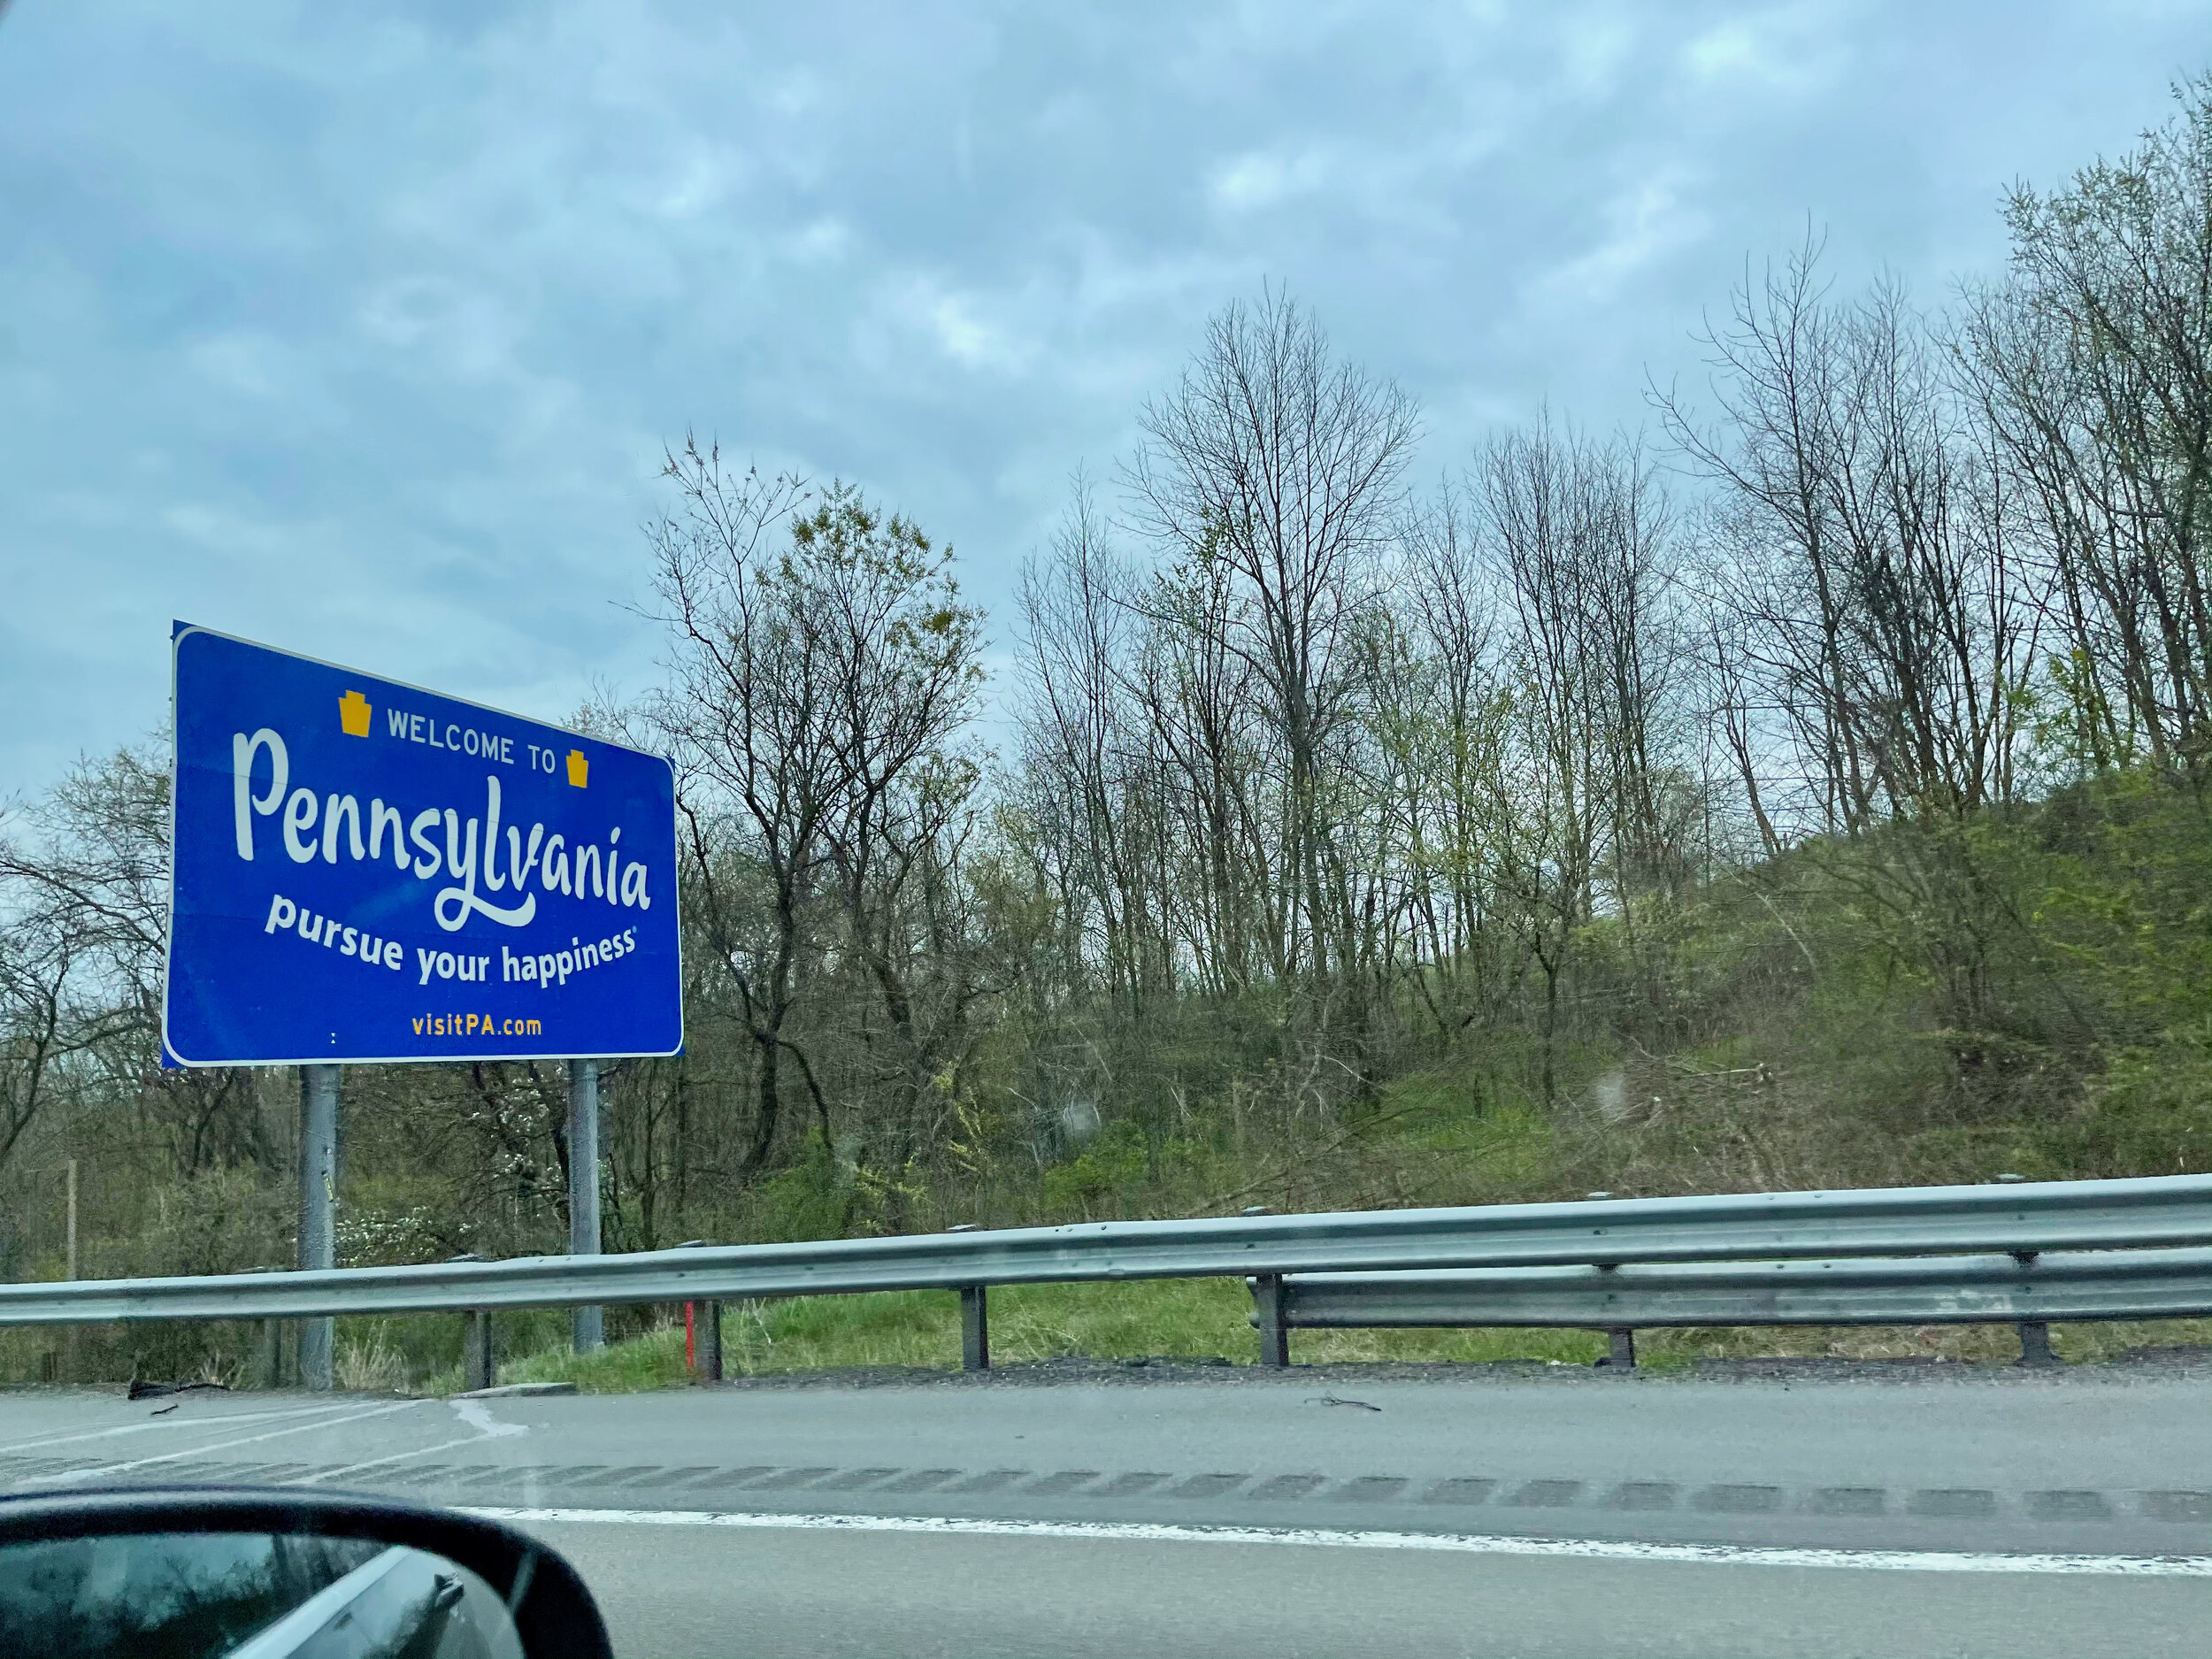 WELCOME TO
Pennsylvania
pursue your happiness
visitPA.com